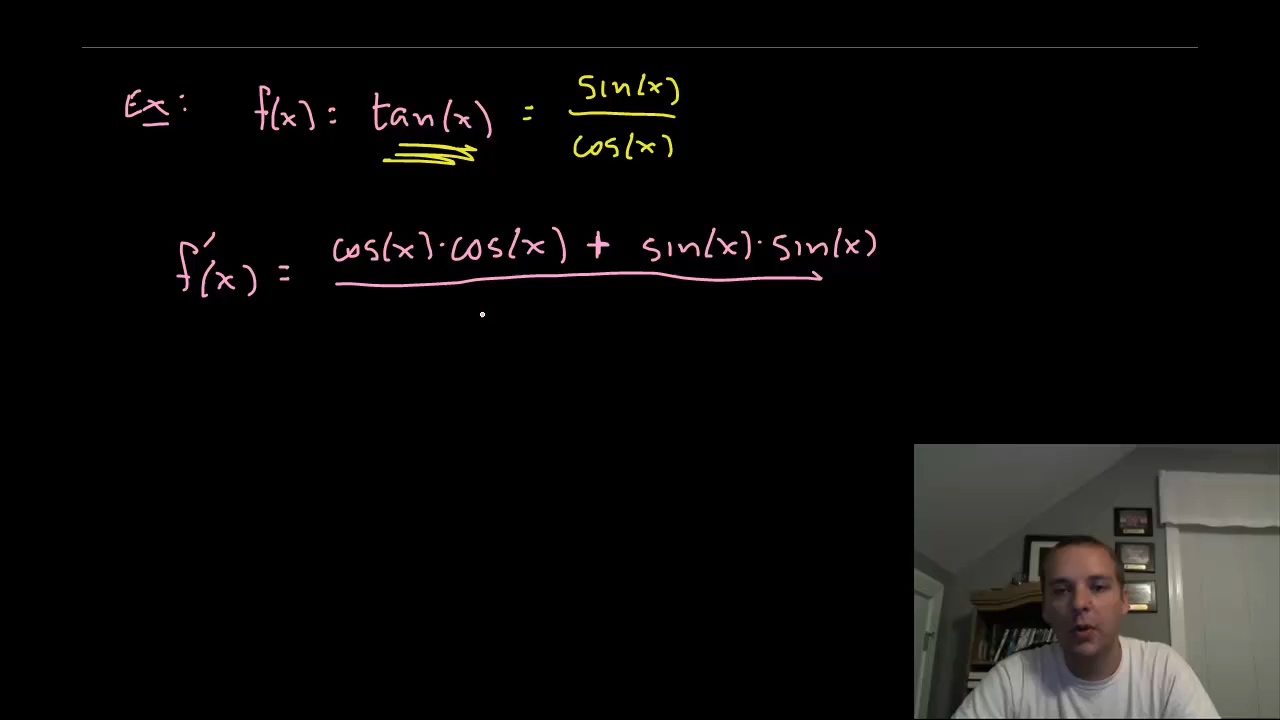 Ex: f(x) = tan(x) = sin(x)/cos(x)
f'(x) = cos(x)·cos(x) + sin(x)·sin(x)